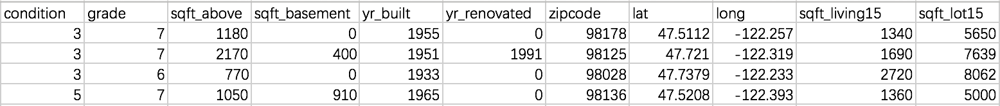 condition grade sqft_above sqft_basement yr_built yr_renovated zipcode lat long sqft_living15 sqft_lot15
3 7 1180 0 1955 0 98178 47.5112 -122.257 1340 5650
3 7 2170 400 1951 1991 98125 47.721 -122.319 1690 7639
3 6 770 0 1933 0 98028 47.7379 -122.233 2720 8062
5 7 1050 910 1965 0 98136 47.5208 -122.393 1360 5000